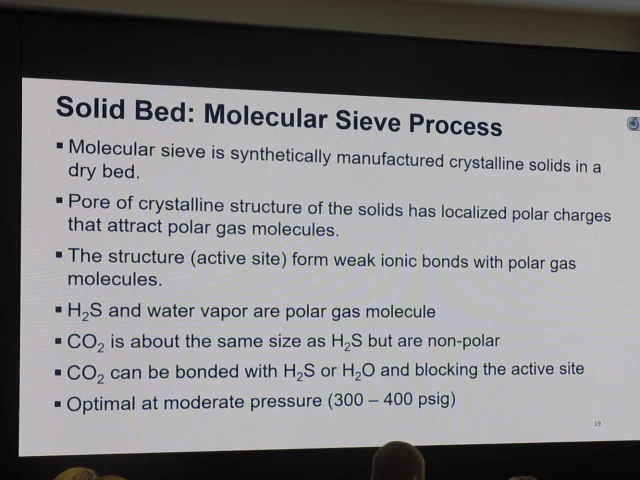 Solid Bed: Molecular Sieve Process
▪ Molecular sieve is synthetically manufactured crystalline solids in a
dry bed.
▪ Pore of crystalline structure of the solids has localized polar charges
that attract polar gas molecules.
▪ The structure (active site) form weak ionic bonds with polar gas
molecules.
▪ H₂S and water vapor are polar gas molecule
▪ CO₂ is about the same size as H₂S but are non-polar
▪ CO₂ can be bonded with H₂S or H₂O and blocking the active site
▪ Optimal at moderate pressure (300 – 400 psig)
19